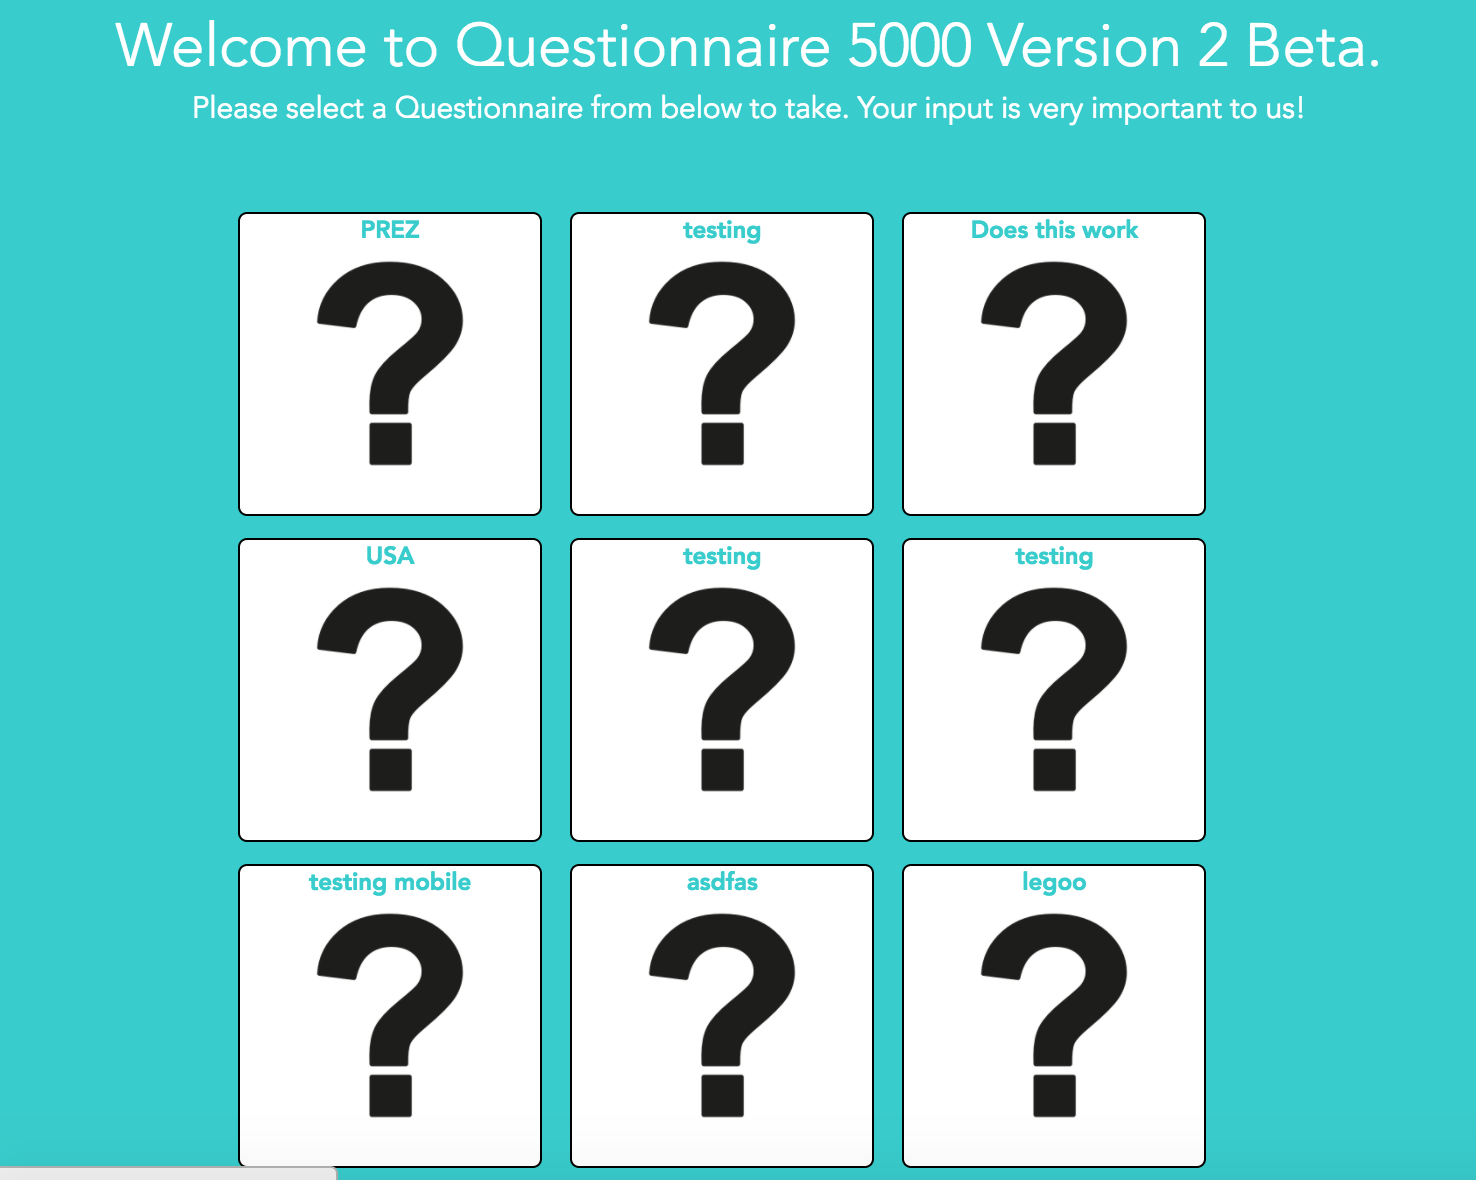 Welcome to Questionnaire 5000 Version 2 Beta.
Please select a Questionnaire from below to take. Your input is very important to us!
PREZ
testing
Does this work
?
?
?
USA
testing
testing
?
?
?
testing mobile
asdfas
legoo
?
?
?